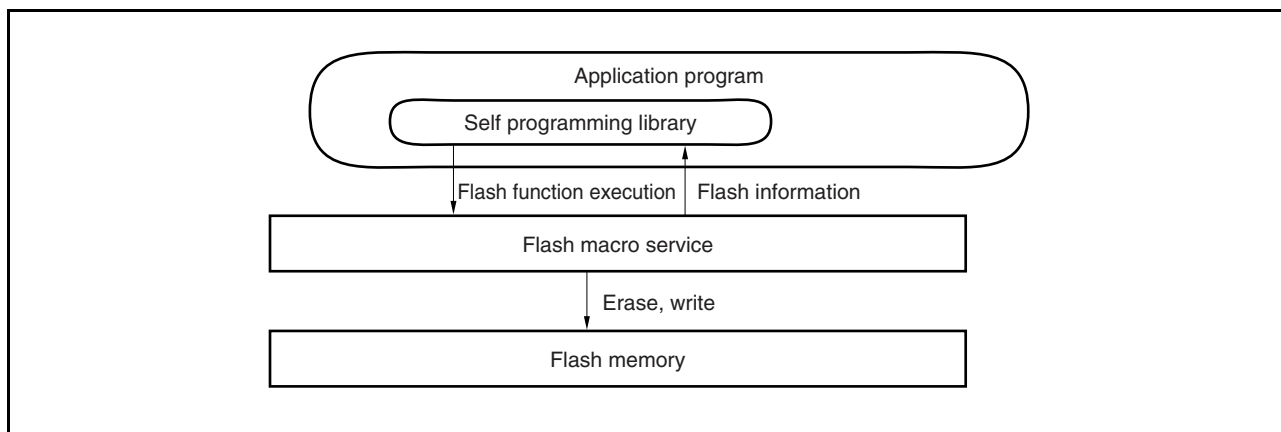 Application program
Self programming library
Flash function execution
Flash information
Flash macro service
Erase, write
Flash memory